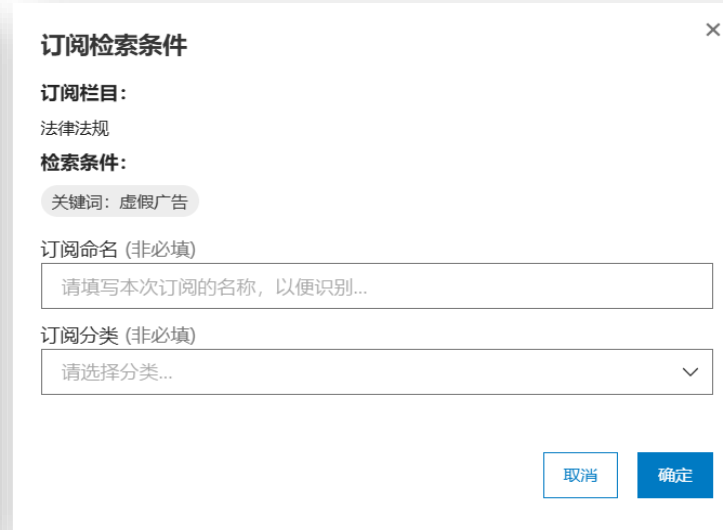 订阅检索条件
订阅栏目：
法律法规
检索条件：
关键词：虚假广告
订阅命名 (非必填)
请填写本次订阅的名称，以便识别...
订阅分类 (非必填)
请选择分类...
取消 确定